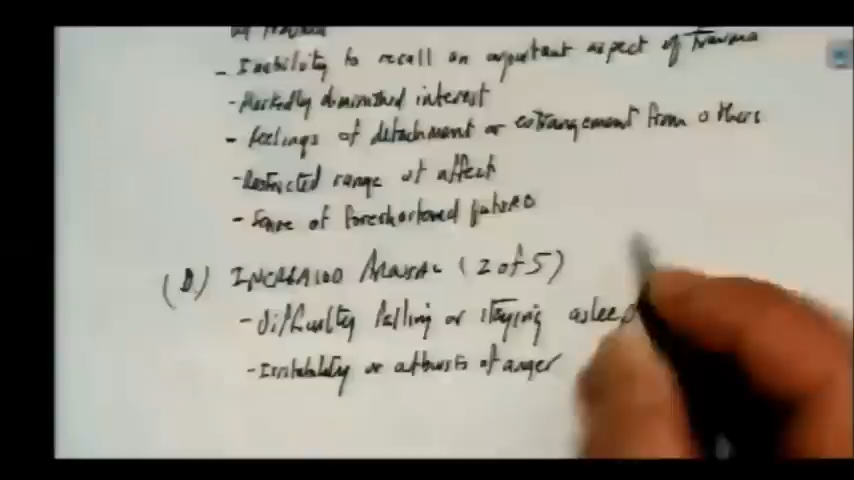 of trauma
- Inability to recall an important aspect of Trauma
- Markedly diminished interest
- feelings of detachment or estrangement from others
- Restricted range of affect
- Sense of foreshortened future
(D.) INCREASED AROUSAL (2 of 5)
- difficulty falling or staying asleep
- Irritability or outbursts of anger